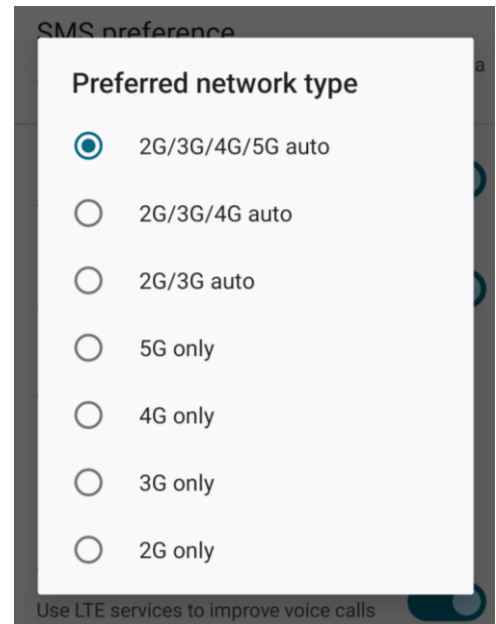 SMS preference
a
Preferred network type
2G/3G/4G/5G auto
2G/3G/4G auto
2G/3G auto
5G only
4G only
3G only
2G only
Use LTE services to improve voice calls